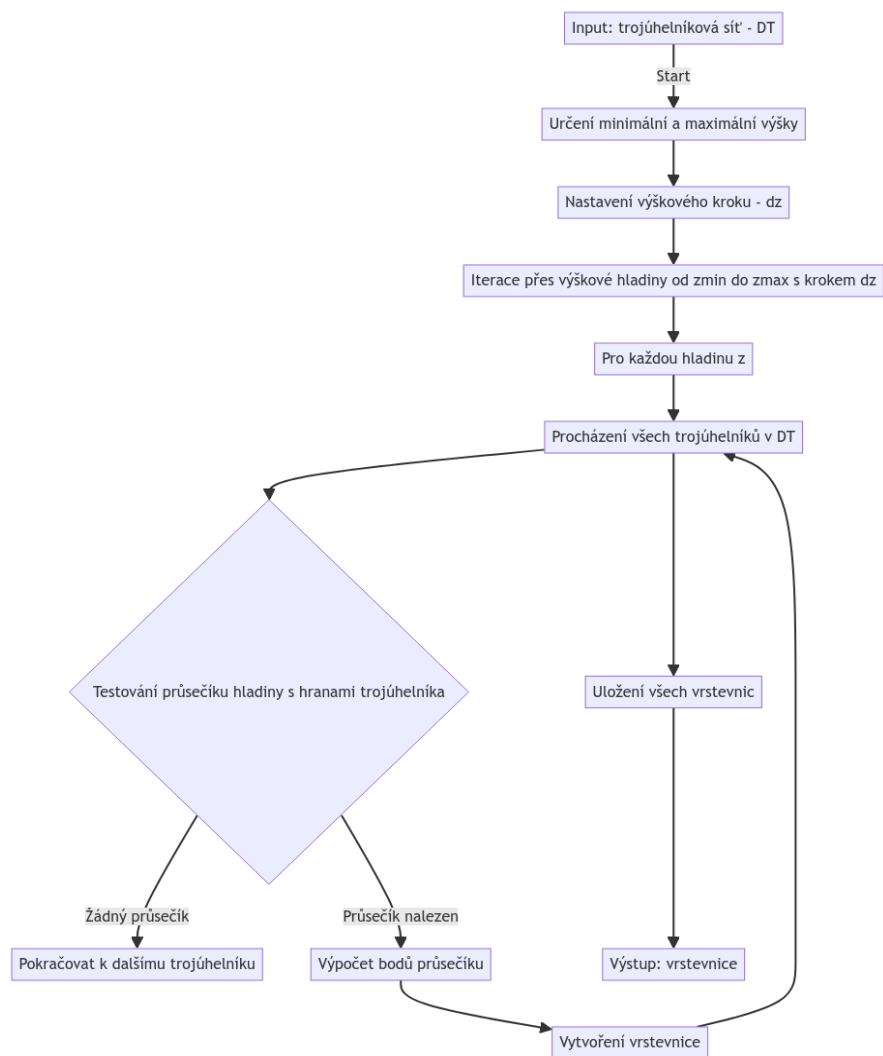 Input: trojúhelníková síť - DT
Start
Určení minimální a maximální výšky
Nastavení výškového kroku - dz
Iterace přes výškové hladiny od zmin do zmax s krokem dz
Pro každou hladinu z
Procházení všech trojúhelníků v DT
Testování průsečíku hladiny s hranami trojúhelníka
Uložení všech vrstevnic
Žádný průsečík
Průsečík nalezen
Pokračovat k dalšímu trojúhelníku
Výpočet bodů průsečíku
Výstup: vrstevnice
Vytvoření vrstevnice